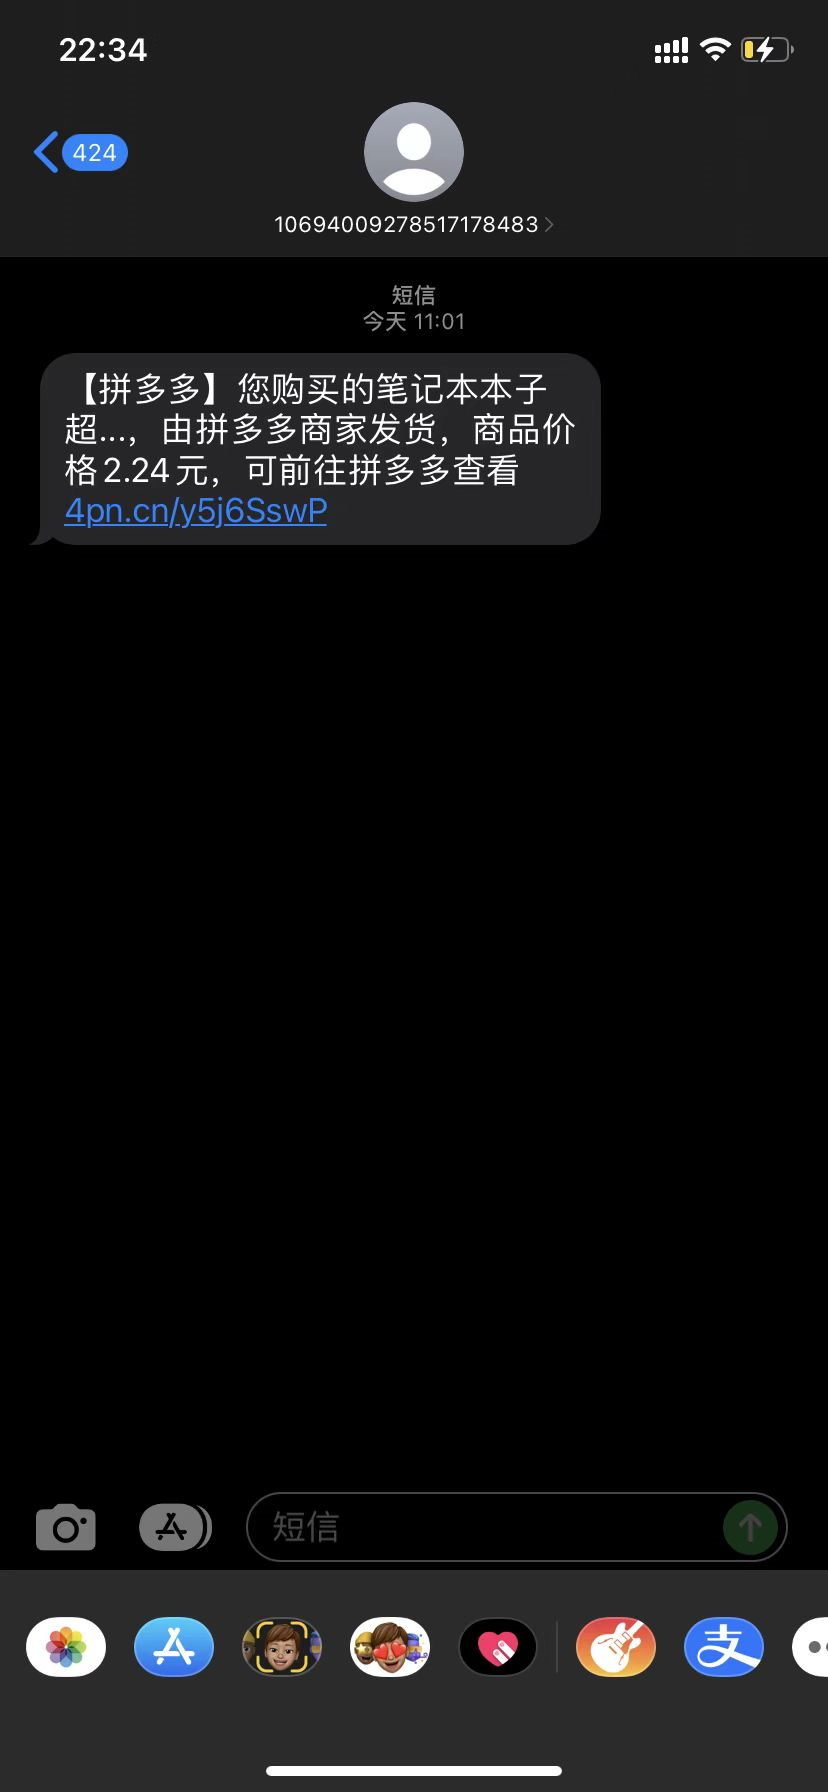 22:34
424
10694009278517178483
短信
今天 11:01
【拼多多】您购买的笔记本本子
超...，由拼多多商家发货，商品价
格2.24元，可前往拼多多查看
4pn.cn/y5j6SswP
短信
支